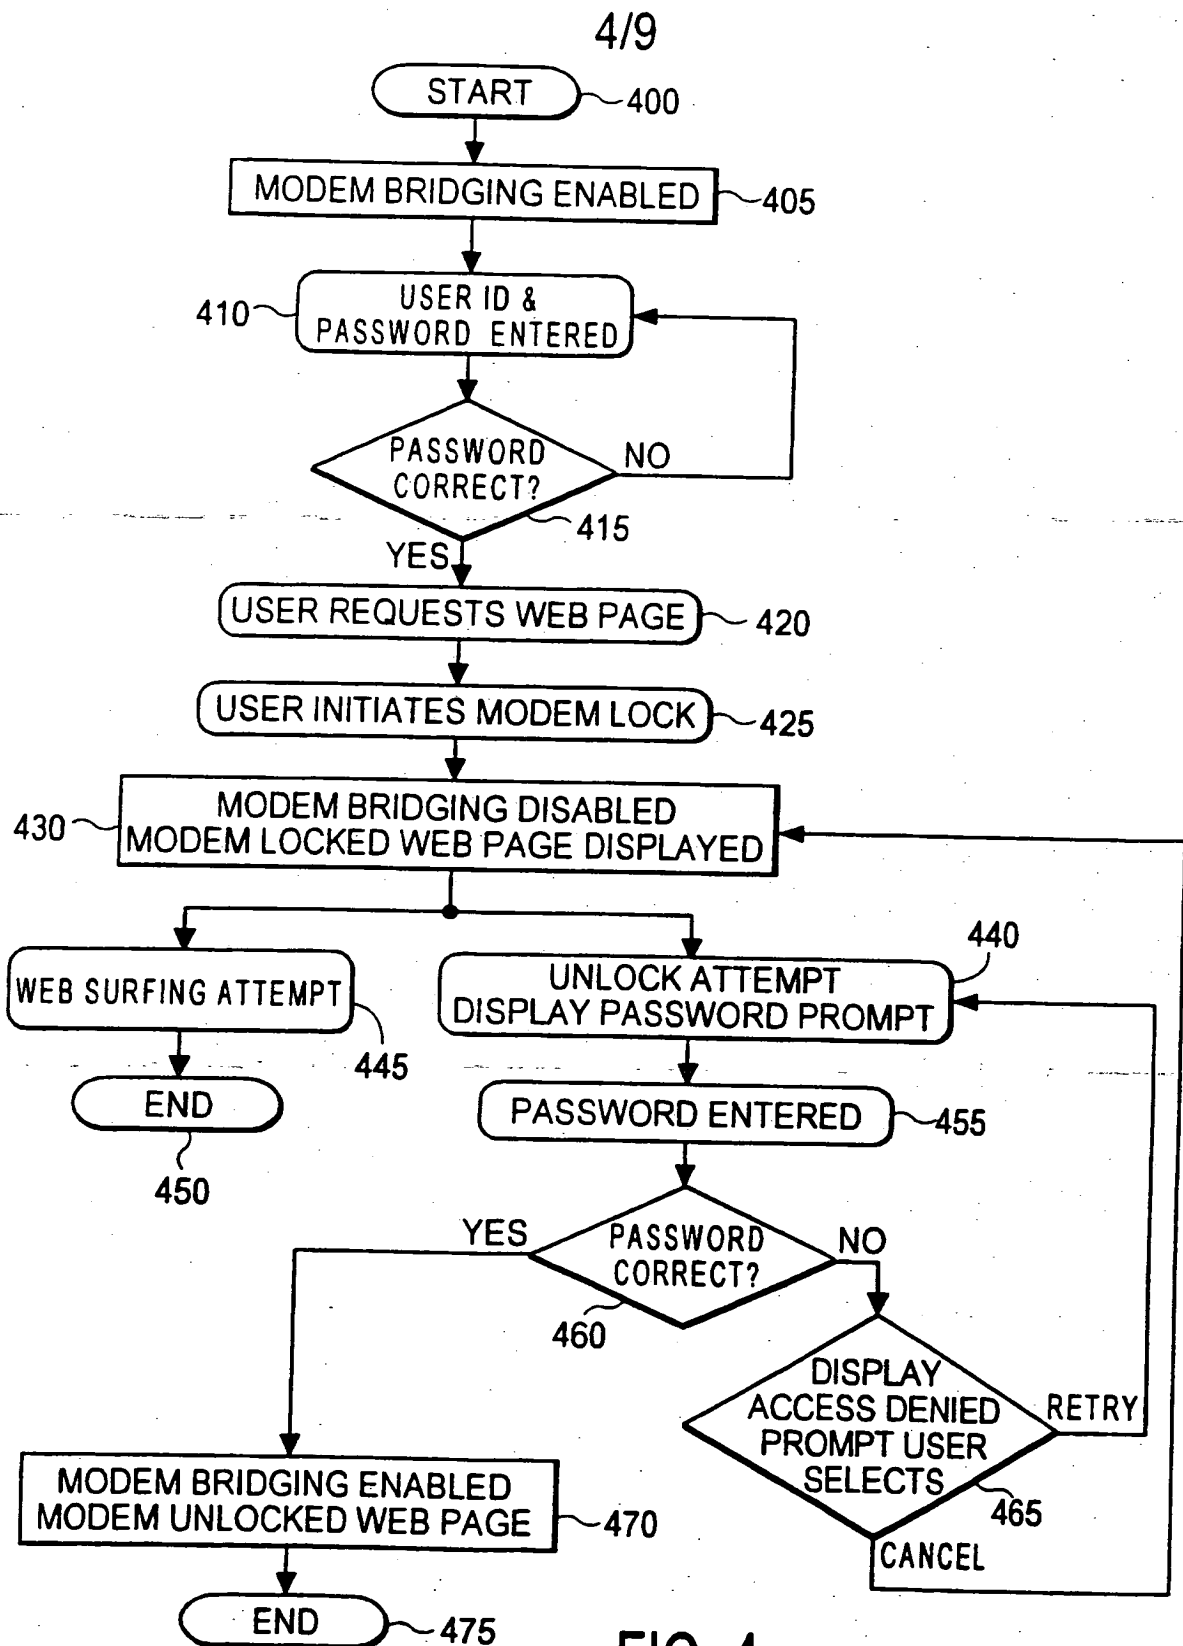 4/9
START
400
MODEM BRIDGING ENABLED
405
410
USER ID &
PASSWORD ENTERED
PASSWORD
CORRECT?
NO
415
YES
USER REQUESTS WEB PAGE
420
USER INITIATES MODEM LOCK
425
430
MODEM BRIDGING DISABLED
MODEM LOCKED WEB PAGE DISPLAYED
440
WEB SURFING ATTEMPT
445
UNLOCK ATTEMPT
DISPLAY PASSWORD PROMPT
END
450
PASSWORD ENTERED
455
YES
PASSWORD
CORRECT?
NO
460
DISPLAY
ACCESS DENIED
PROMPT USER
SELECTS
RETRY
465
CANCEL
MODEM BRIDGING ENABLED
MODEM UNLOCKED WEB PAGE
470
END
475
FIG. 4